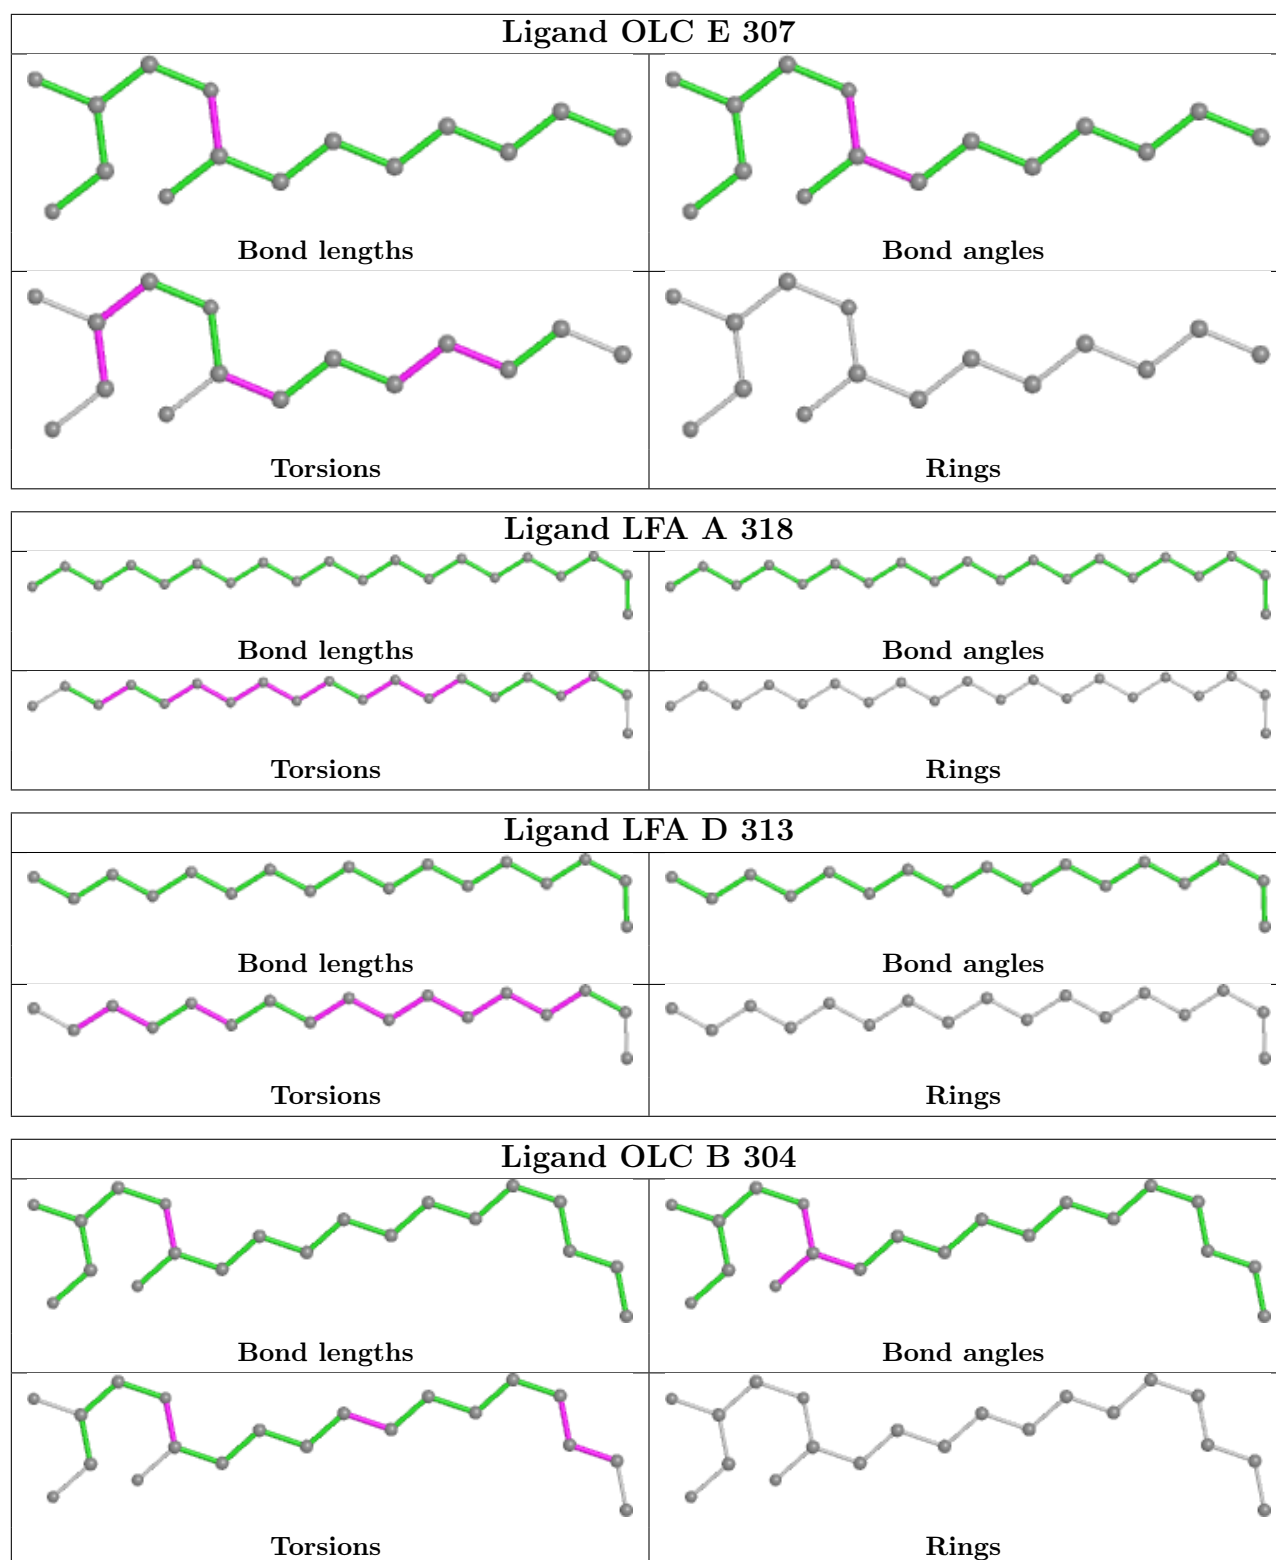 Ligand OLC E 307
Bond lengths Bond angles
Torsions Rings
Ligand LFA A 318
Bond lengths Bond angles
Torsions Rings
Ligand LFA D 313
Bond lengths Bond angles
Torsions Rings
Ligand OLC B 304
Bond lengths Bond angles
Torsions Rings